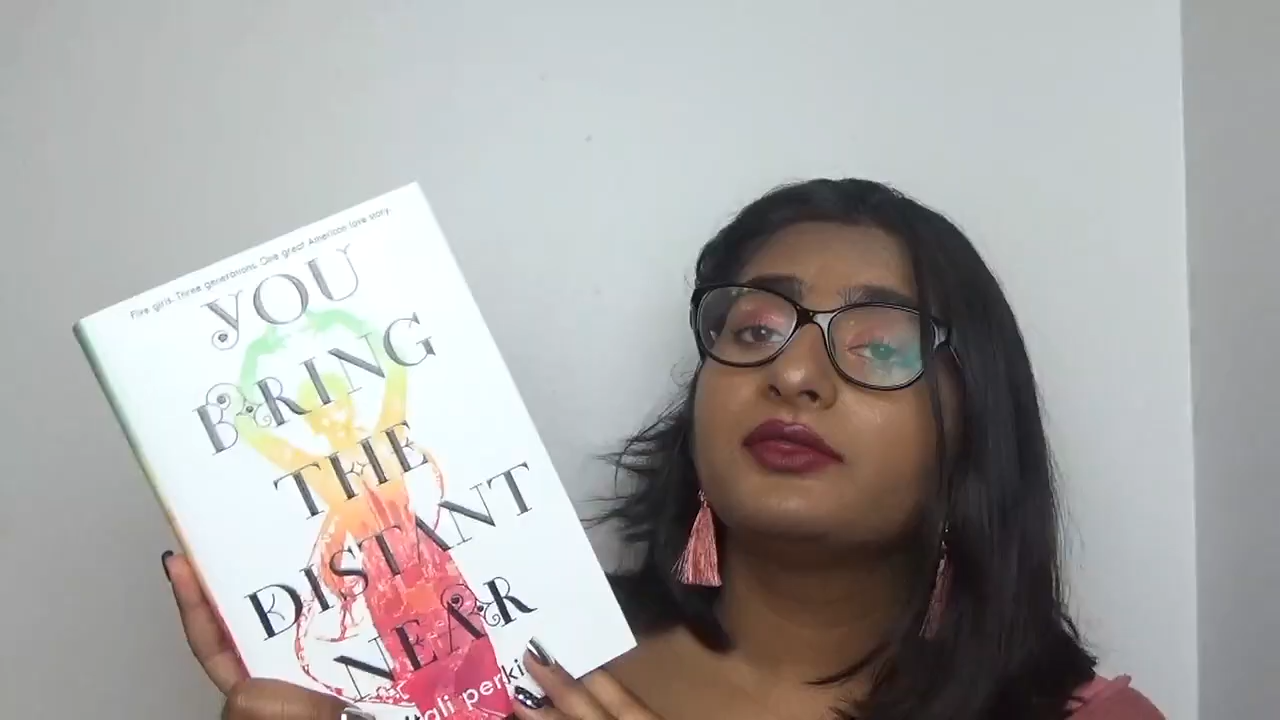 Five girls. Three generations. One great American love story.
YOU
BRING
THE
DISTANT
NEAR